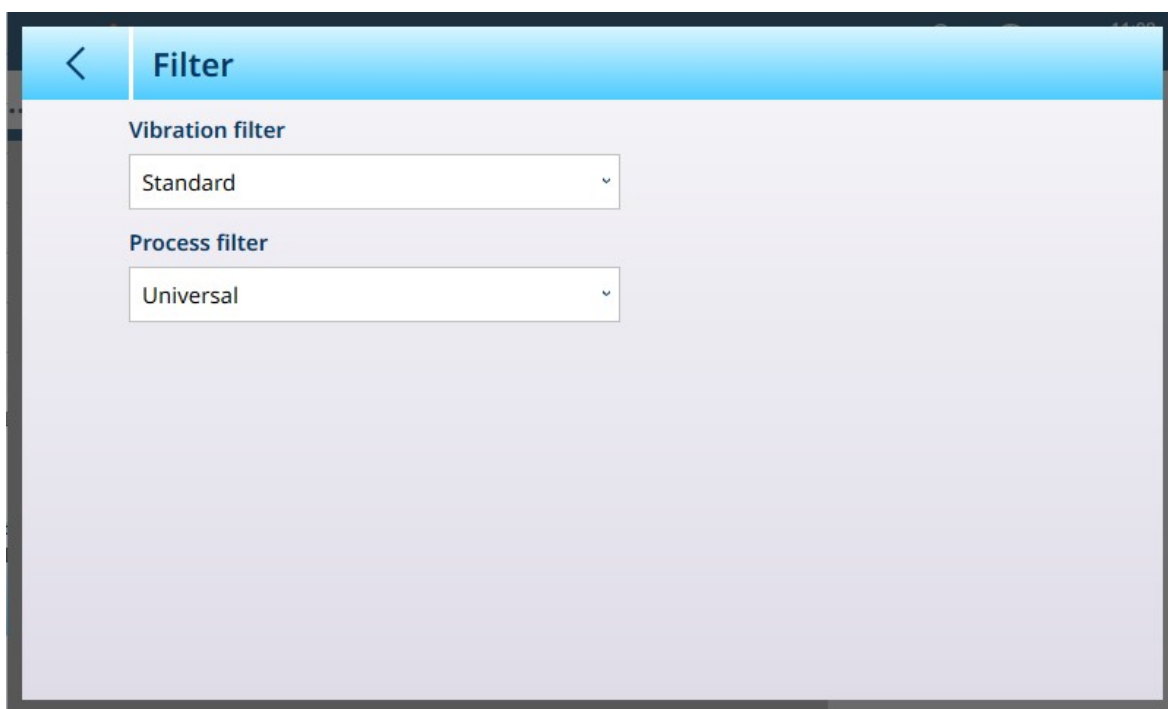 Filter
Vibration filter
Standard
Process filter
Universal